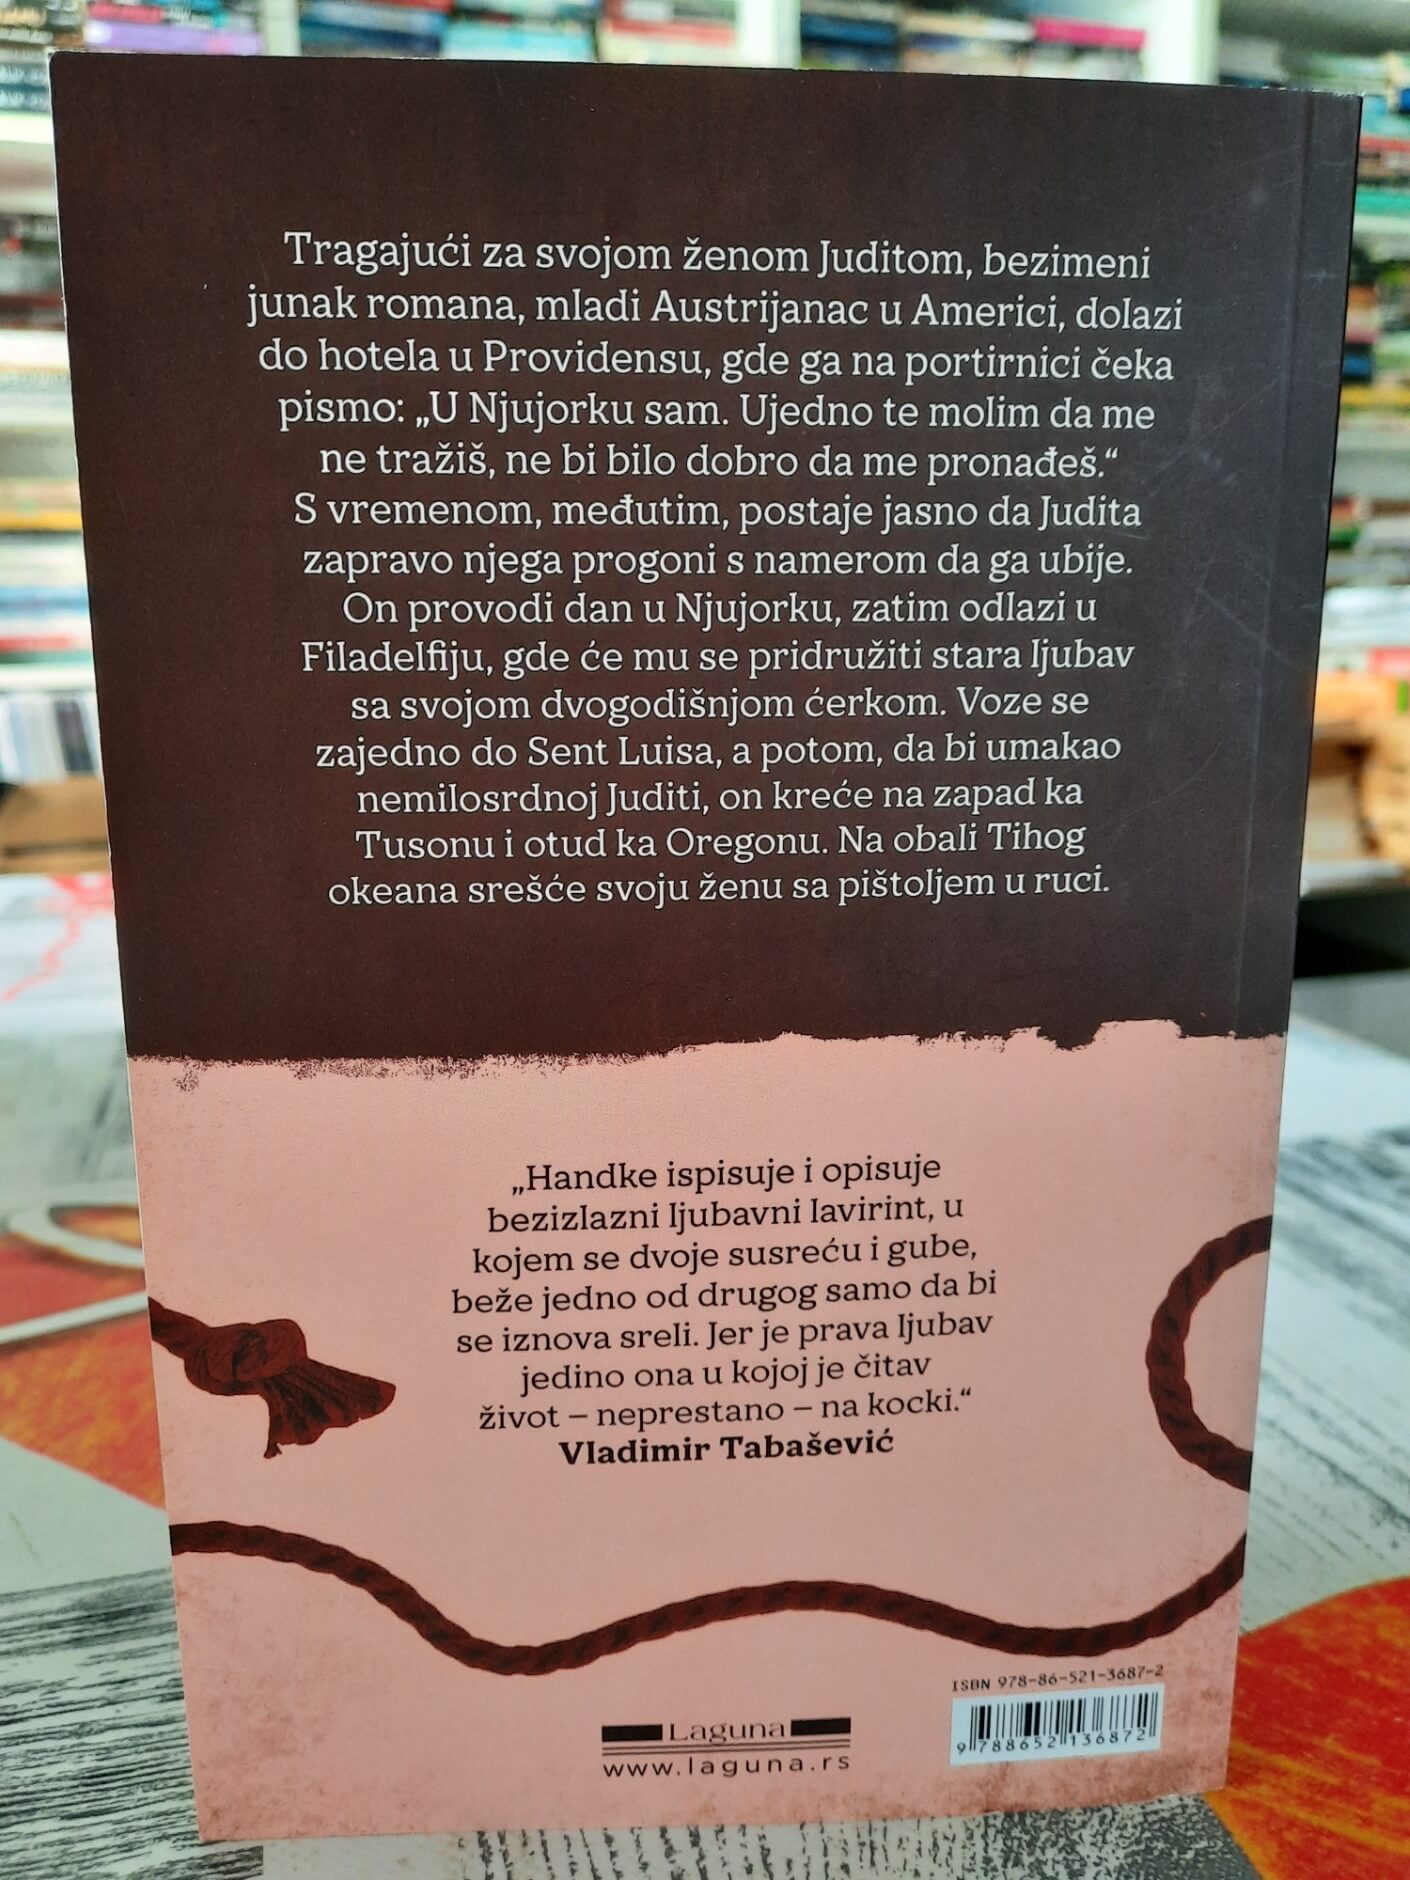 Tragajući za svojom ženom Juditom, bezimeni
junak romana, mladi Austrijanac u Americi, dolazi
do hotela u Providensu, gde ga na portirnici čeka
pismo: „U Njujorku sam. Ujedno te molim da me
ne tražiš, ne bi bilo dobro da me pronađeš.“
S vremenom, međutim, postaje jasno da Judita
zapravo njega progoni s namerom da ga ubije.
On provodi dan u Njujorku, zatim odlazi u
Filadelfiju, gde će mu se pridružiti stara ljubav
sa svojom dvogodišnjom ćerkom. Voze se
zajedno do Sent Luisa, a potom, da bi umakao
nemilosrdnoj Juditi, on kreće na zapad ka
Tusonu i otud ka Oregonu. Na obali Tihog
okeana srešće svoju ženu sa pištoljem u ruci.
„Handke ispisuje i opisuje
bezizlazni ljubavni lavirint, u
kojem se dvoje susreću i gube,
beže jedno od drugog samo da bi
se iznova sreli. Jer je prava ljubav
jedino ona u kojoj je čitav
život – neprestano – na kocki.“
Vladimir Tabašević
ISBN 978-86-521-3687-2
9 788652 136872
Laguna
www.laguna.rs